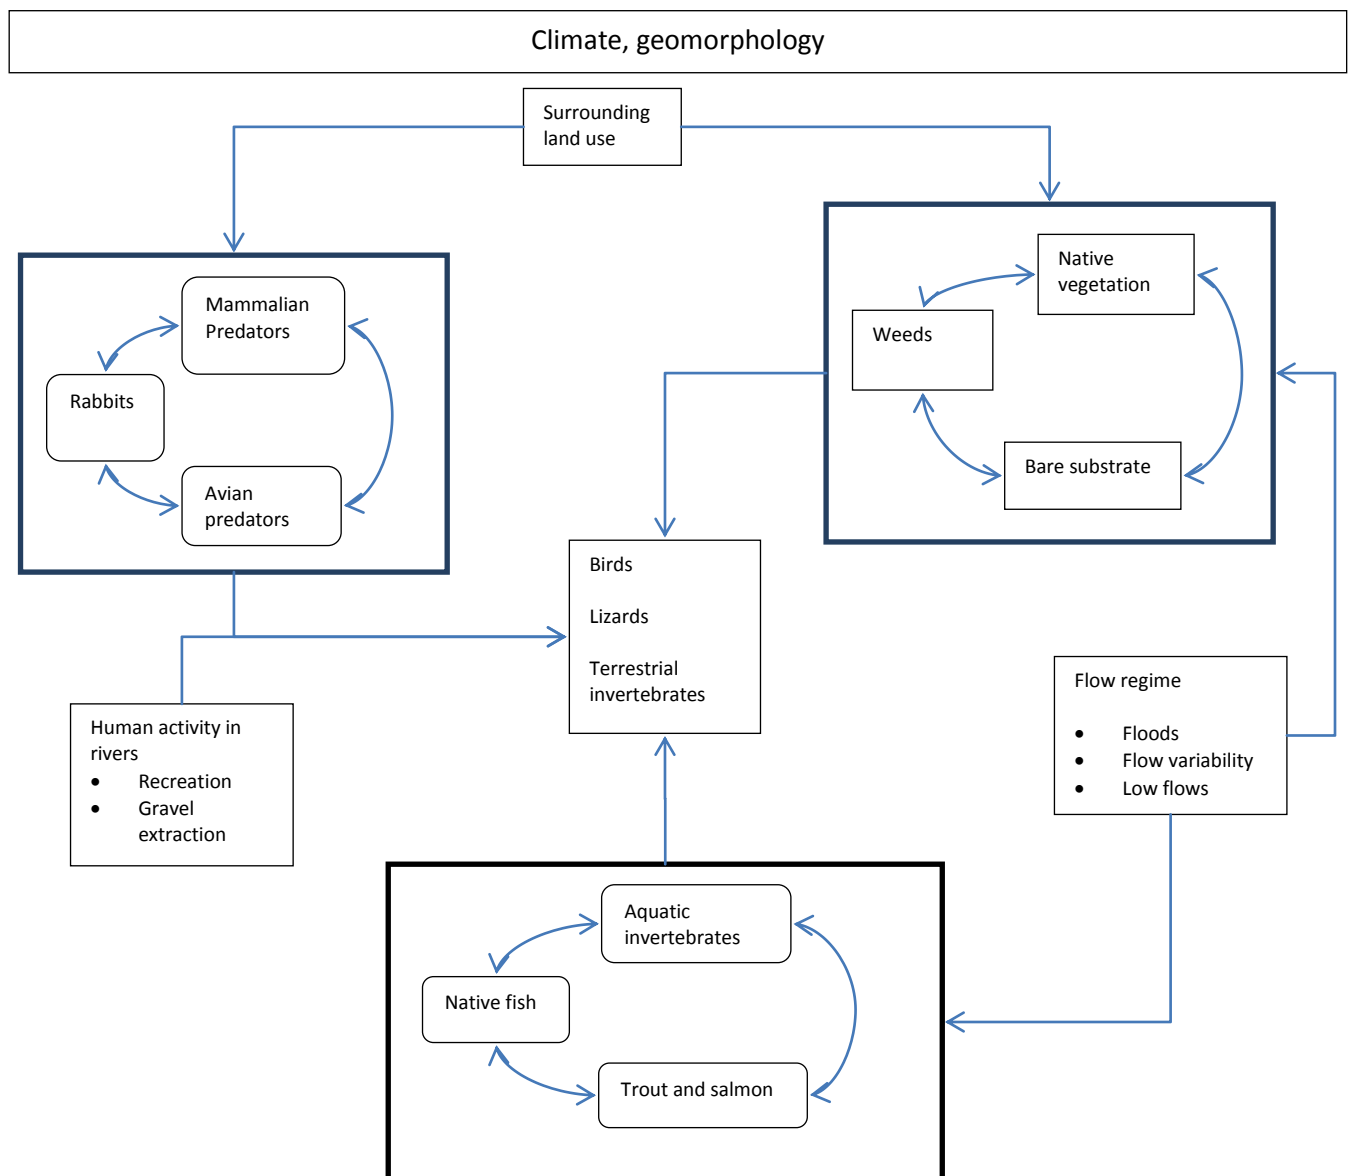 Climate, geomorphology
Surrounding
land use
Mammalian
Predators
Rabbits
Avian
predators
Native
vegetation
Weeds
Bare substrate
Birds
Lizards
Terrestrial
invertebrates
Human activity in
rivers
• Recreation
• Gravel
extraction
Flow regime
• Floods
• Flow variability
• Low flows
Aquatic
invertebrates
Native fish
Trout and salmon